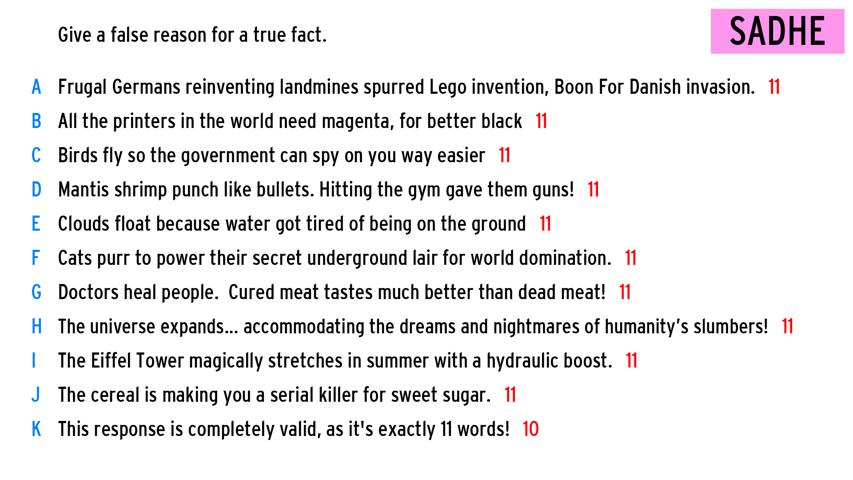 Give a false reason for a true fact.
SADHE
A Frugal Germans reinventing landmines spurred Lego invention, Boon For Danish invasion. 11
B All the printers in the world need magenta, for better black 11
C Birds fly so the government can spy on you way easier 11
D Mantis shrimp punch like bullets. Hitting the gym gave them guns! 11
E Clouds float because water got tired of being on the ground 11
F Cats purr to power their secret underground lair for world domination. 11
G Doctors heal people.  Cured meat tastes much better than dead meat! 11
H The universe expands... accommodating the dreams and nightmares of humanity's slumbers! 11
I The Eiffel Tower magically stretches in summer with a hydraulic boost. 11
J The cereal is making you a serial killer for sweet sugar. 11
K This response is completely valid, as it's exactly 11 words! 10